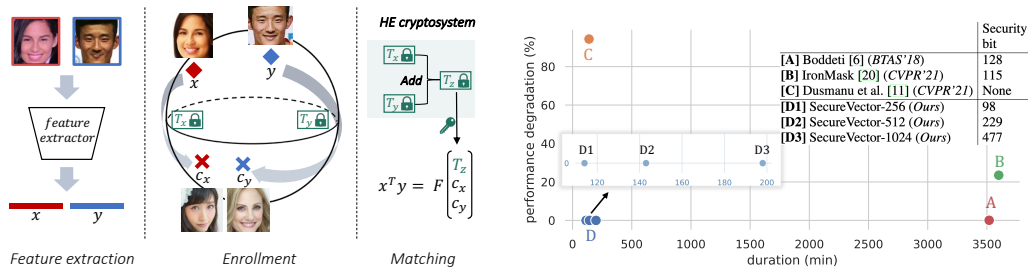 feature
extractor
x
y
Feature extraction
x
y
T_x
T_y
c_x
c_y
Enrollment
HE cryptosystem
T_x
Add
T_z
T_y
x^T y = F [T_z c_x c_y]
Matching
performance degradation (%)
80
60
40
20
0
0 500 1000 1500 2000 2500 3000 3500
duration (min)
C
B
A
D
D1 D2 D3
0
120 140 160 180 200
Security
bit
[A] Boddeti [6] (BTAS'18) 128
[B] IronMask [20] (CVPR'21) 115
[C] Dusmanu et al. [11] (CVPR'21) None
[D1] SecureVector-256 (Ours) 98
[D2] SecureVector-512 (Ours) 229
[D3] SecureVector-1024 (Ours) 477